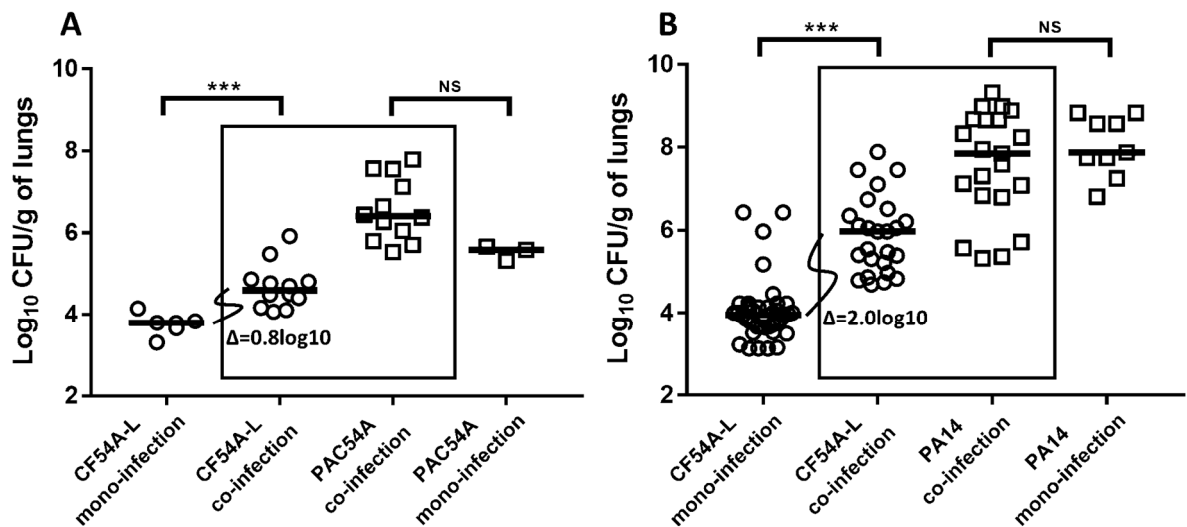 A
***
NS
10
8
6
4
2
Log10 CFU/g of lungs
Δ=0.8log10
CF54A-L
mono-infection
CF54A-L
co-infection
PAC54A
co-infection
PAC54A
mono-infection
B
***
NS
10
8
6
4
2
Log10 CFU/g of lungs
Δ=2.0log10
CF54A-L
mono-infection
CF54A-L
co-infection
PA14
co-infection
PA14
mono-infection